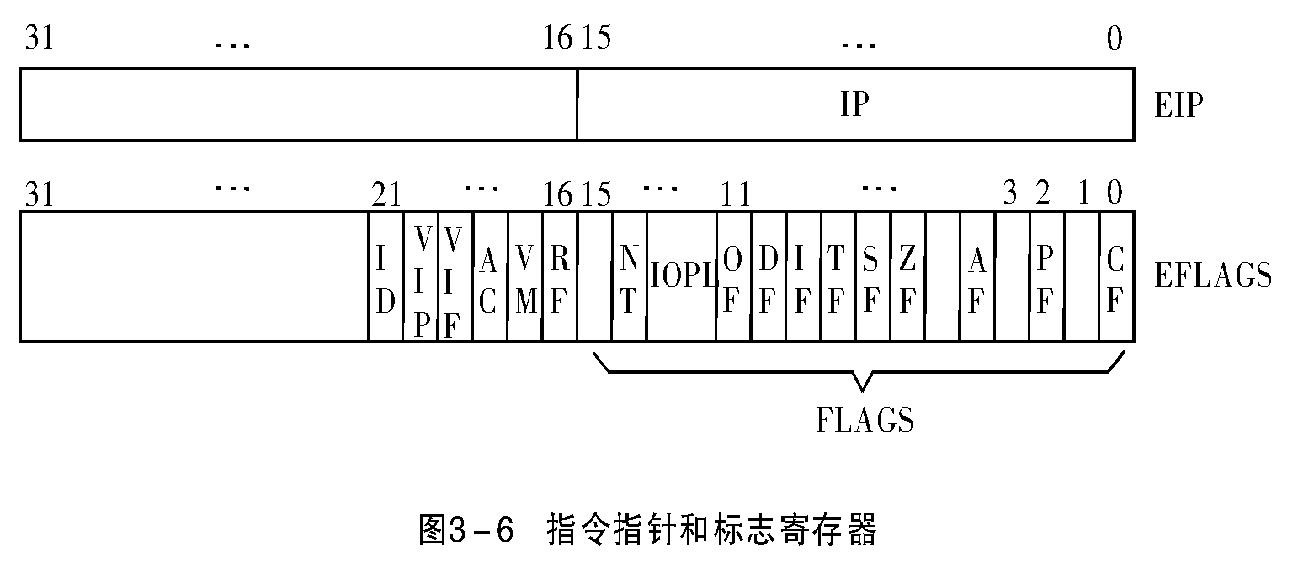 31 … 16 15 … 0
IP EIP
31 … 21 … 16 15 … 11 … 3 2 1 0
ID VIP VIF AC VM RF NT IOPL OF DF IF TF SF ZF AF PF CF EFLAGS
FLAGS
图3-6 指令指针和标志寄存器